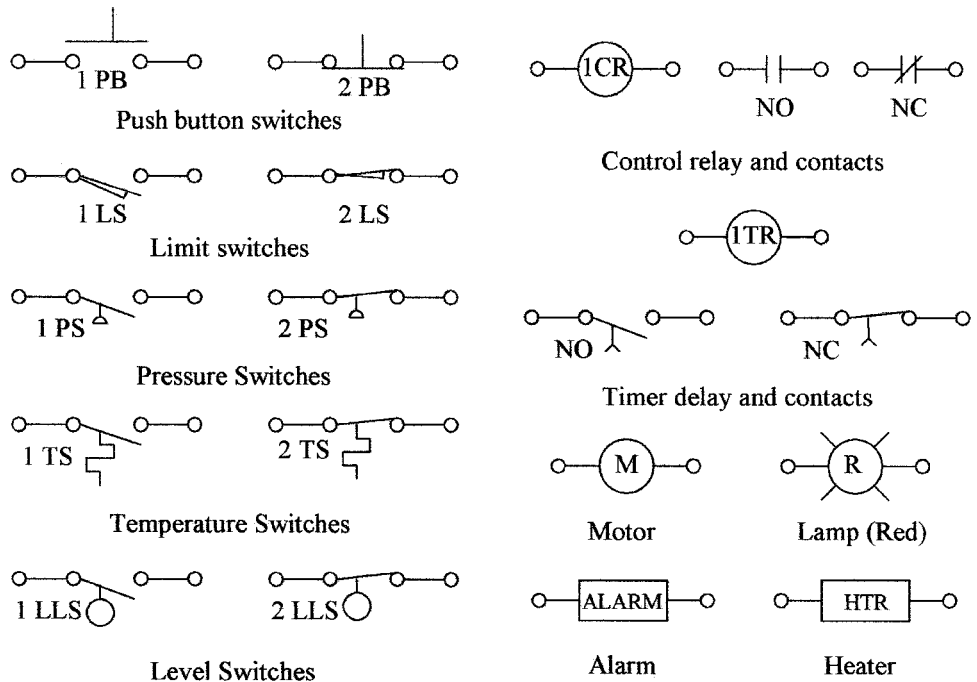 1 PB
2 PB
Push button switches
1 LS
2 LS
Limit switches
1 PS
2 PS
Pressure Switches
1 TS
2 TS
Temperature Switches
1 LLS
2 LLS
Level Switches
1CR
NO
NC
Control relay and contacts
1TR
NO
NC
Timer delay and contacts
M
R
Motor
Lamp (Red)
ALARM
HTR
Alarm
Heater